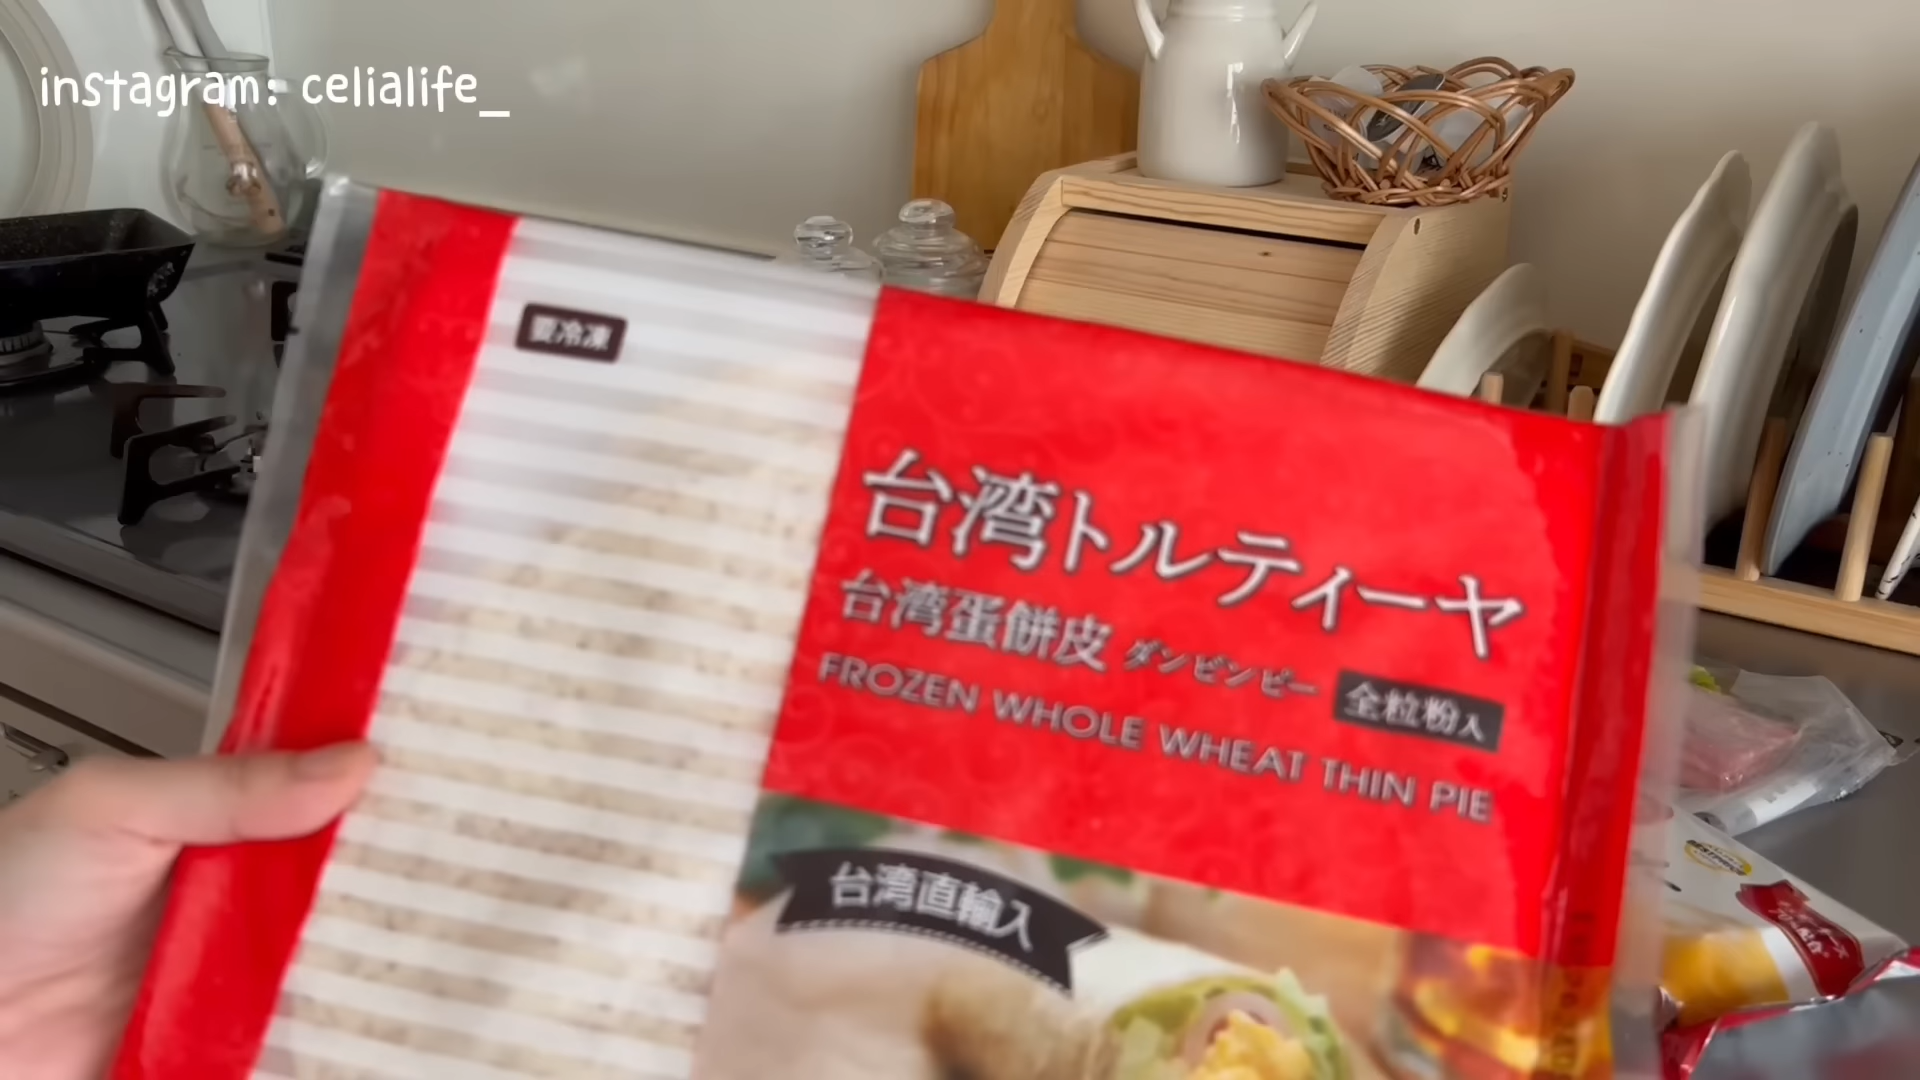 instagram: celialife_
要冷凍
台湾トルティーヤ
台湾蛋餅皮 ダンビンピー 全粒粉入
FROZEN WHOLE WHEAT THIN PIE
台湾直輸入